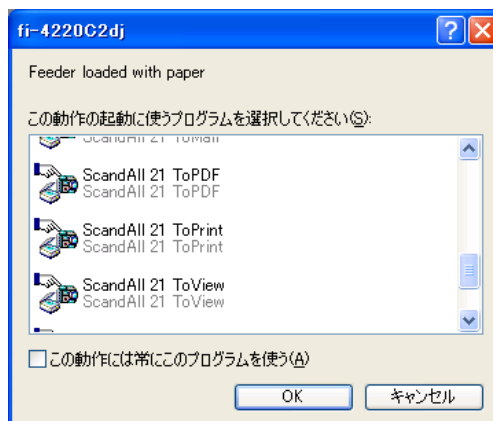 fi-4220C2dj
Feeder loaded with paper
この動作の起動に使うプログラムを選択してください(S):
ScandAll 21 ToMail
ScandAll 21 ToPDF
ScandAll 21 ToPDF
ScandAll 21 ToPrint
ScandAll 21 ToPrint
ScandAll 21 ToView
ScandAll 21 ToView
この動作には常にこのプログラムを使う(A)
OK
キャンセル